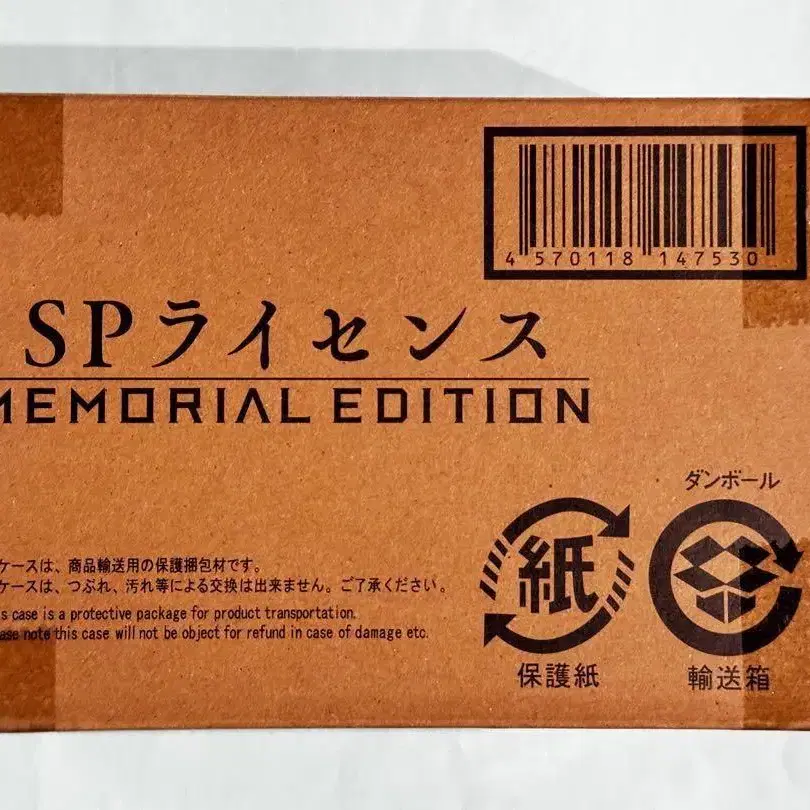 4 570118 147530
SPライセンス
MEMORIAL EDITION
ダンボール
紙
ケースは、商品輸送用の保護梱包材です。
ケースは、つぶれ、汚れ等による交換は出来ません。ご了承ください。
s case is a protective package for product transportation.
ase note this case will not be object for refund in case of damage etc.
保護紙
輸送箱